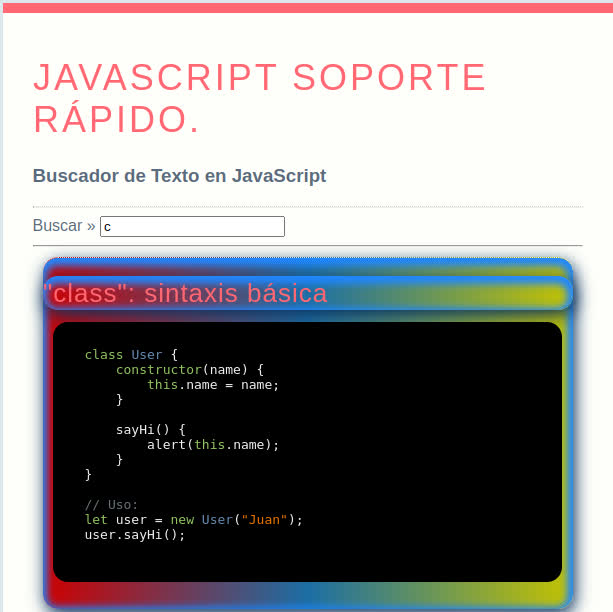 JAVASCRIPT SOPORTE
RÁPIDO.
Buscador de Texto en JavaScript
Buscar » c
"class": sintaxis básica
class User {
    constructor(name) {
        this.name = name;
    }

    sayHi() {
        alert(this.name);
    }
}

// Uso:
let user = new User("Juan");
user.sayHi();